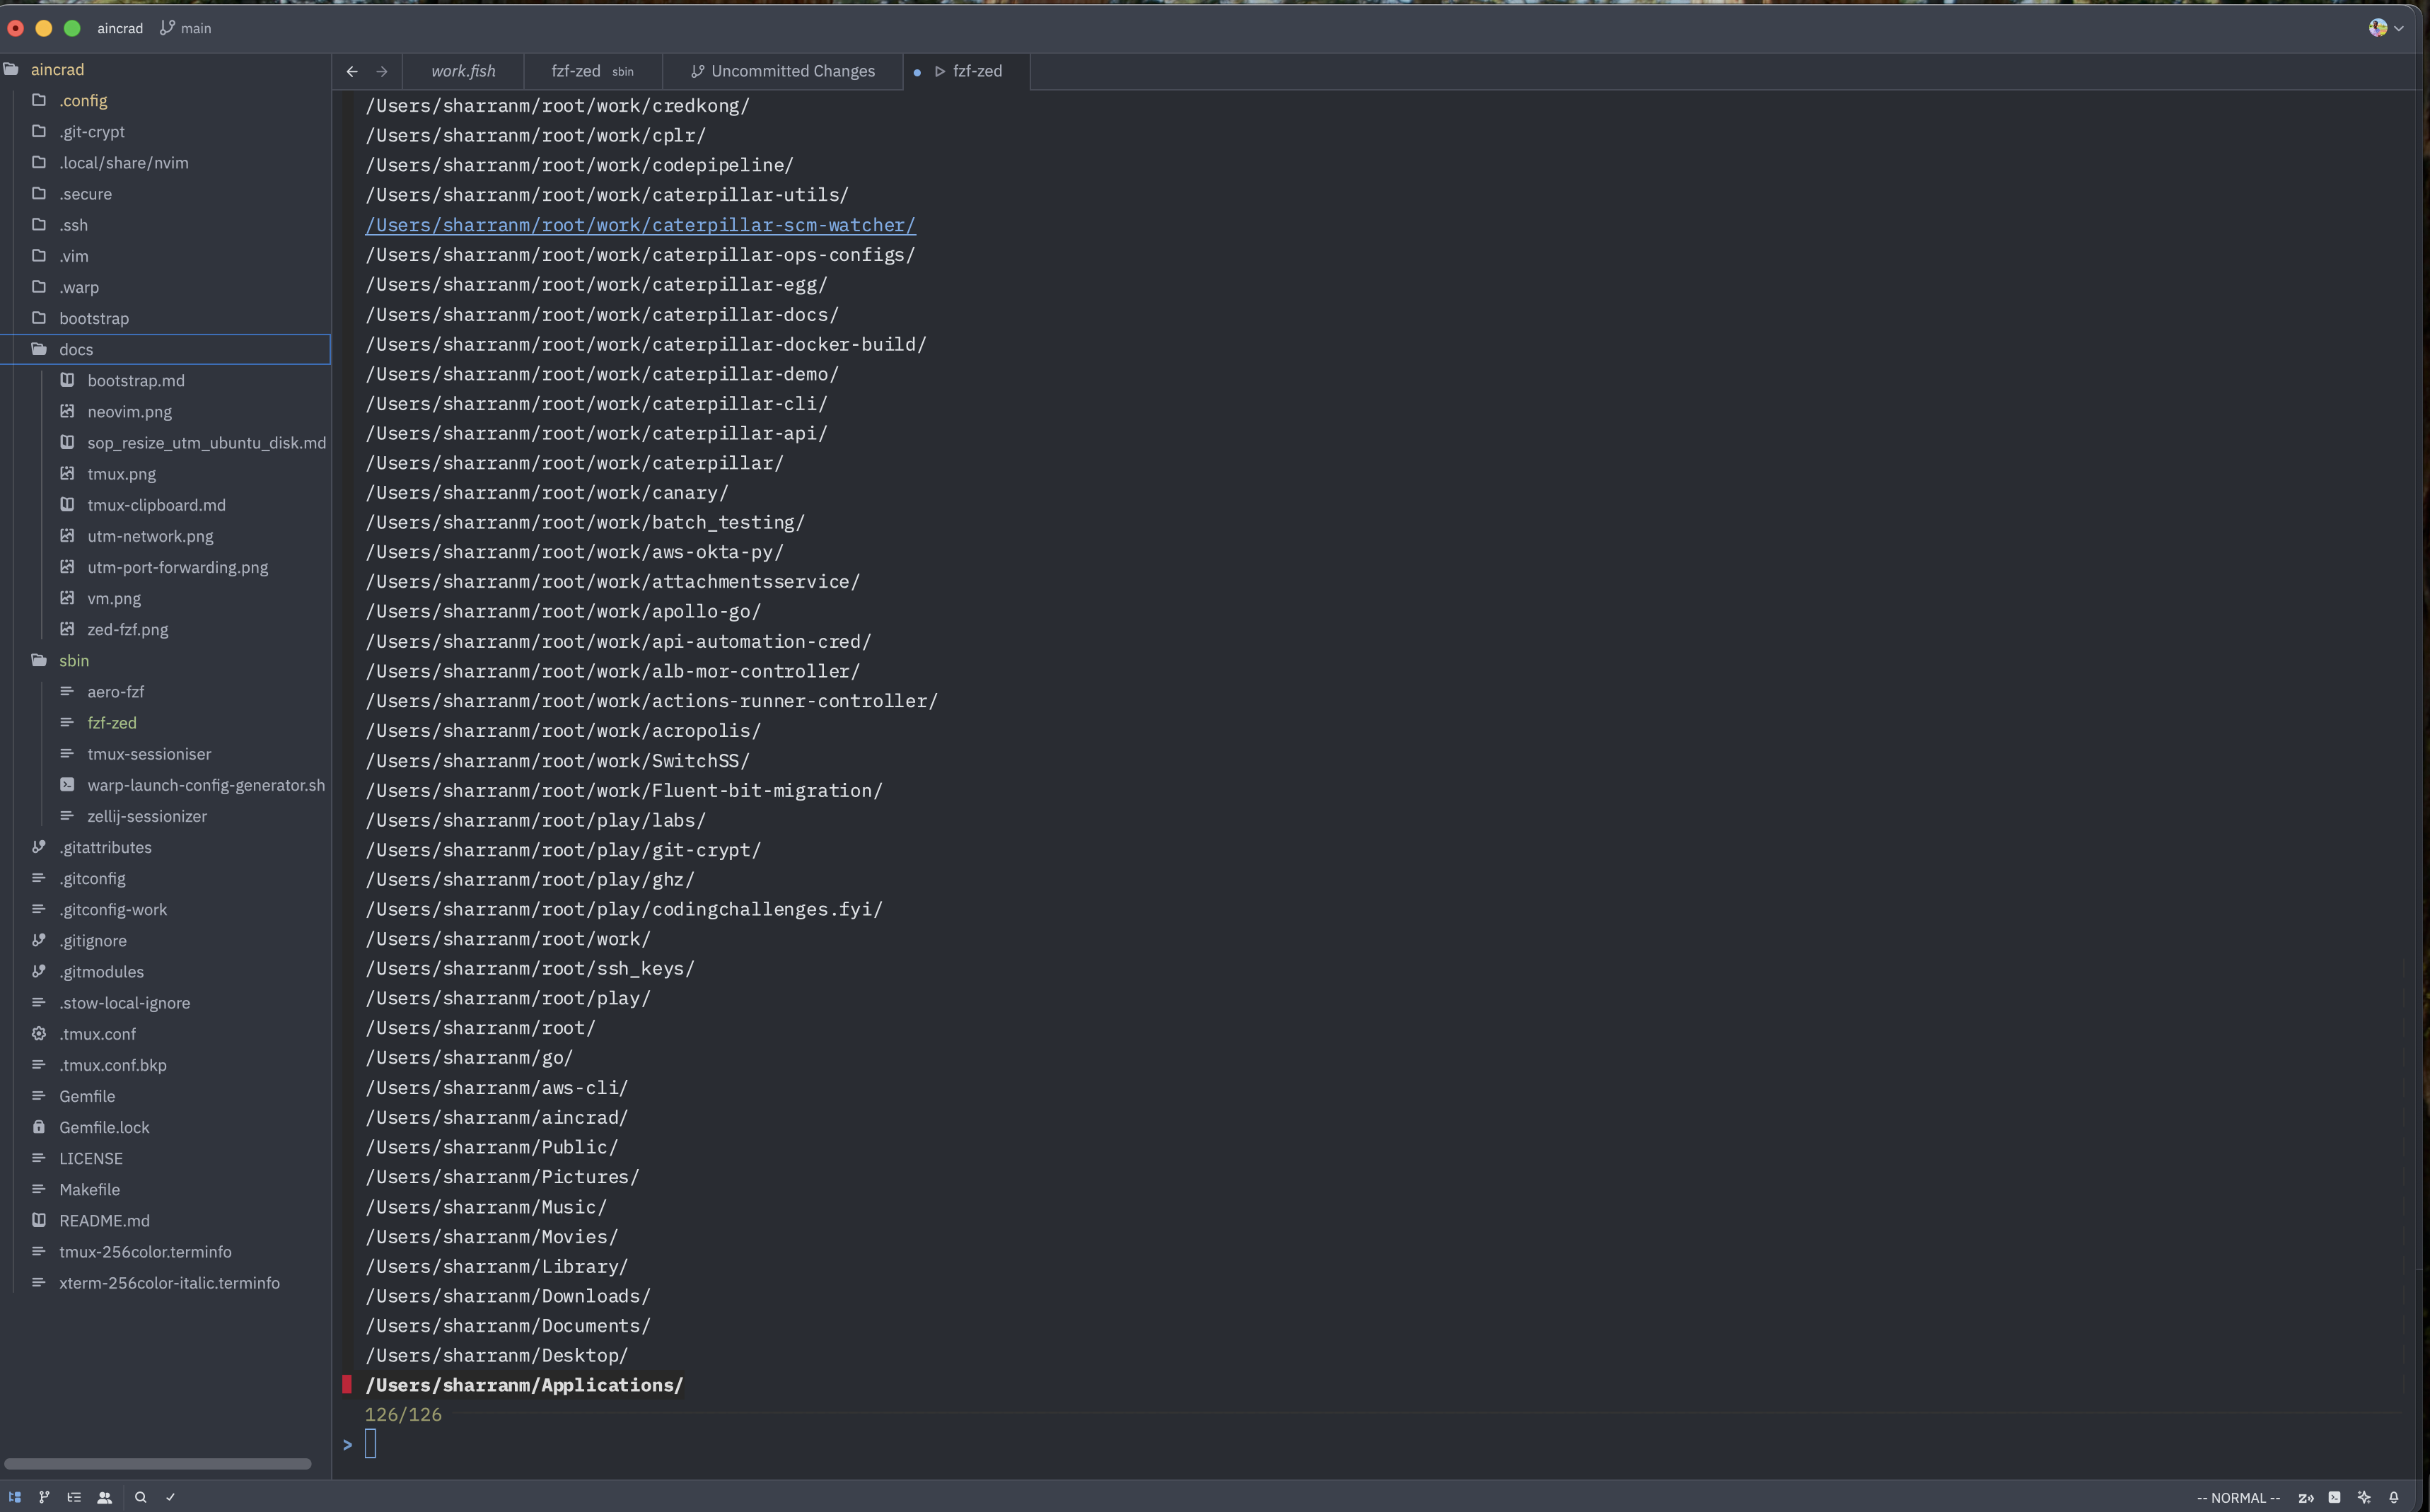 aincrad main
aincrad
.config
.git-crypt
.local/share/nvim
.secure
.ssh
.vim
.warp
bootstrap
docs
bootstrap.md
neovim.png
sop_resize_utm_ubuntu_disk.md
tmux.png
tmux-clipboard.md
utm-network.png
utm-port-forwarding.png
vm.png
zed-fzf.png
sbin
aero-fzf
fzf-zed
tmux-sessioniser
warp-launch-config-generator.sh
zellij-sessionizer
.gitattributes
.gitconfig
.gitconfig-work
.gitignore
.gitmodules
.stow-local-ignore
.tmux.conf
.tmux.conf.bkp
Gemfile
Gemfile.lock
LICENSE
Makefile
README.md
tmux-256color.terminfo
xterm-256color-italic.terminfo
work.fish fzf-zed sbin Uncommitted Changes fzf-zed
/Users/sharranm/root/work/credkong/
/Users/sharranm/root/work/cplr/
/Users/sharranm/root/work/codepipeline/
/Users/sharranm/root/work/caterpillar-utils/
/Users/sharranm/root/work/caterpillar-scm-watcher/
/Users/sharranm/root/work/caterpillar-ops-configs/
/Users/sharranm/root/work/caterpillar-egg/
/Users/sharranm/root/work/caterpillar-docs/
/Users/sharranm/root/work/caterpillar-docker-build/
/Users/sharranm/root/work/caterpillar-demo/
/Users/sharranm/root/work/caterpillar-cli/
/Users/sharranm/root/work/caterpillar-api/
/Users/sharranm/root/work/caterpillar/
/Users/sharranm/root/work/canary/
/Users/sharranm/root/work/batch_testing/
/Users/sharranm/root/work/aws-okta-py/
/Users/sharranm/root/work/attachmentsservice/
/Users/sharranm/root/work/apollo-go/
/Users/sharranm/root/work/api-automation-cred/
/Users/sharranm/root/work/alb-mor-controller/
/Users/sharranm/root/work/actions-runner-controller/
/Users/sharranm/root/work/acropolis/
/Users/sharranm/root/work/SwitchSS/
/Users/sharranm/root/work/Fluent-bit-migration/
/Users/sharranm/root/play/labs/
/Users/sharranm/root/play/git-crypt/
/Users/sharranm/root/play/ghz/
/Users/sharranm/root/play/codingchallenges.fyi/
/Users/sharranm/root/work/
/Users/sharranm/root/ssh_keys/
/Users/sharranm/root/play/
/Users/sharranm/root/
/Users/sharranm/go/
/Users/sharranm/aws-cli/
/Users/sharranm/aincrad/
/Users/sharranm/Public/
/Users/sharranm/Pictures/
/Users/sharranm/Music/
/Users/sharranm/Movies/
/Users/sharranm/Library/
/Users/sharranm/Downloads/
/Users/sharranm/Documents/
/Users/sharranm/Desktop/
/Users/sharranm/Applications/
126/126
>
-- NORMAL --